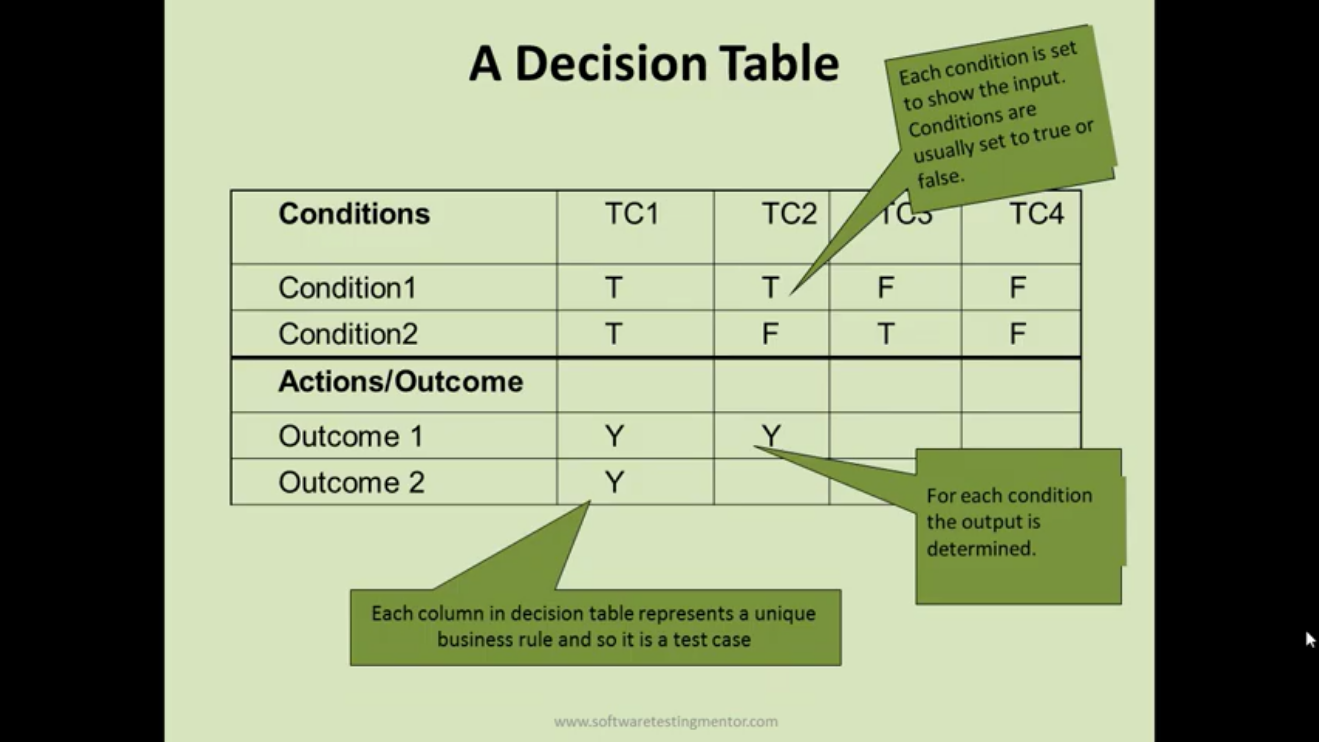 A Decision Table
Each condition is set
to show the input.
Conditions are
usually set to true or
false.
Conditions TC1 TC2 TC3 TC4
Condition1 T T F F
Condition2 T F T F
Actions/Outcome
Outcome 1 Y Y
Outcome 2 Y
For each condition
the output is
determined.
Each column in decision table represents a unique
business rule and so it is a test case
www.softwaretestingmentor.com